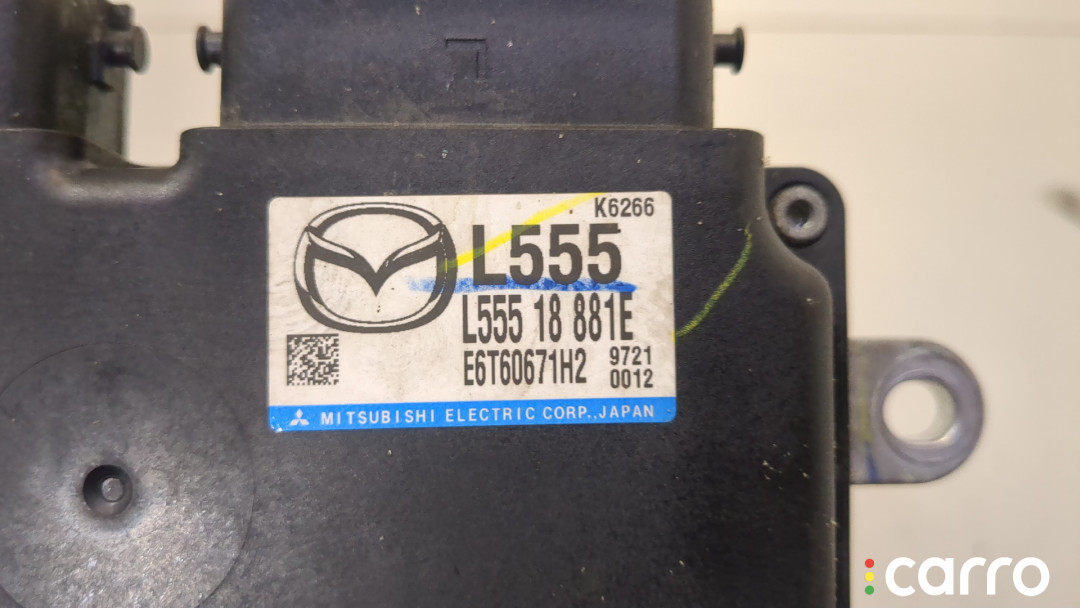 K6266
L555
L555 18 881E
E6T60671H2 9721
0012
MITSUBISHI ELECTRIC CORP., JAPAN
carro